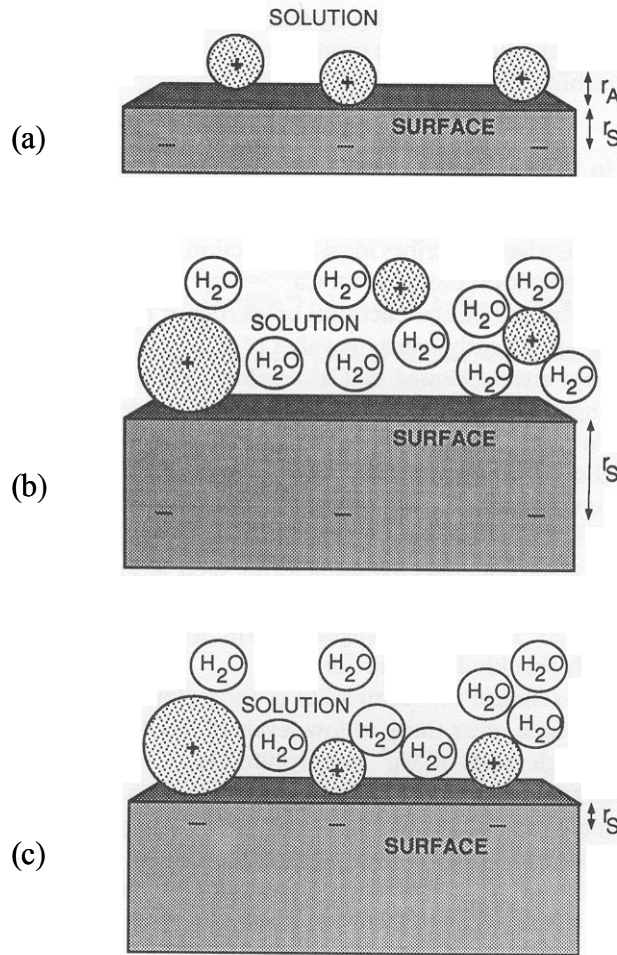 SOLUTION
+ + +
r_A
(a)
SURFACE
r_S
— — —
H₂O H₂O + H₂O
SOLUTION H₂O
+ H₂O +
H₂O H₂O H₂O H₂O
SURFACE
r_S
(b)
— — —
H₂O H₂O H₂O
H₂O
SOLUTION H₂O H₂O
+ H₂O H₂O
+ +
r_S
— — —
SURFACE
(c)